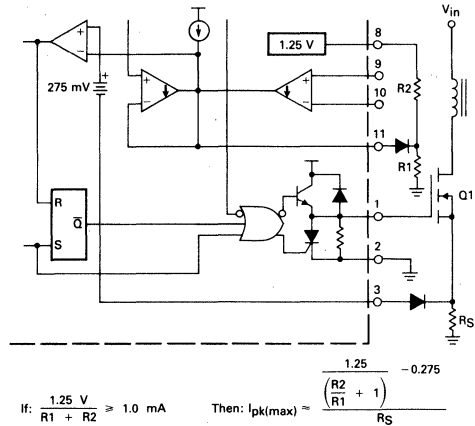 V_in
8
1.25 V
9
275 mV
+
10
R2
11
R1
R
Q̅
S
1
Q1
2
3
R_S
If: 1.25 V / (R1 + R2) ≥ 1.0 mA
Then: I_pk(max) ≈ (1.25 / (R2/R1 + 1) − 0.275) / R_S